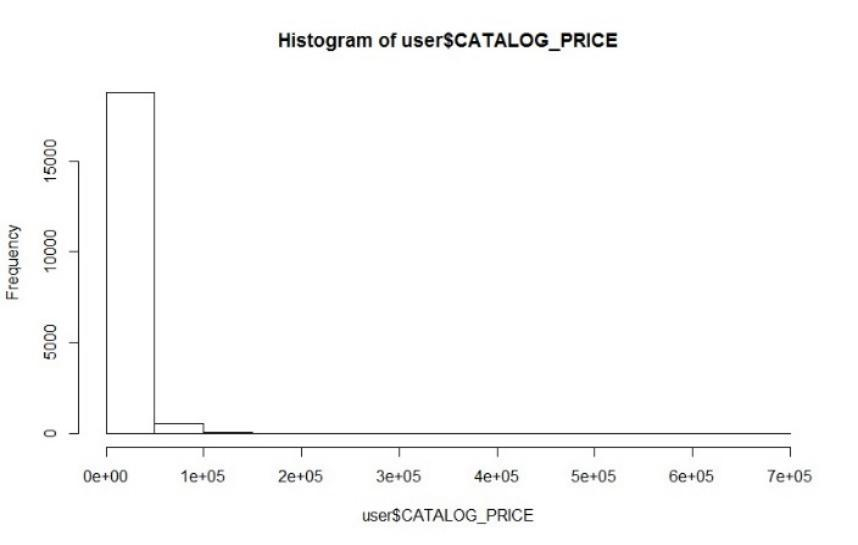 Histogram of user$CATALOG_PRICE
Frequency
15000
10000
5000
0
0e+00 1e+05 2e+05 3e+05 4e+05 5e+05 6e+05 7e+05
user$CATALOG_PRICE